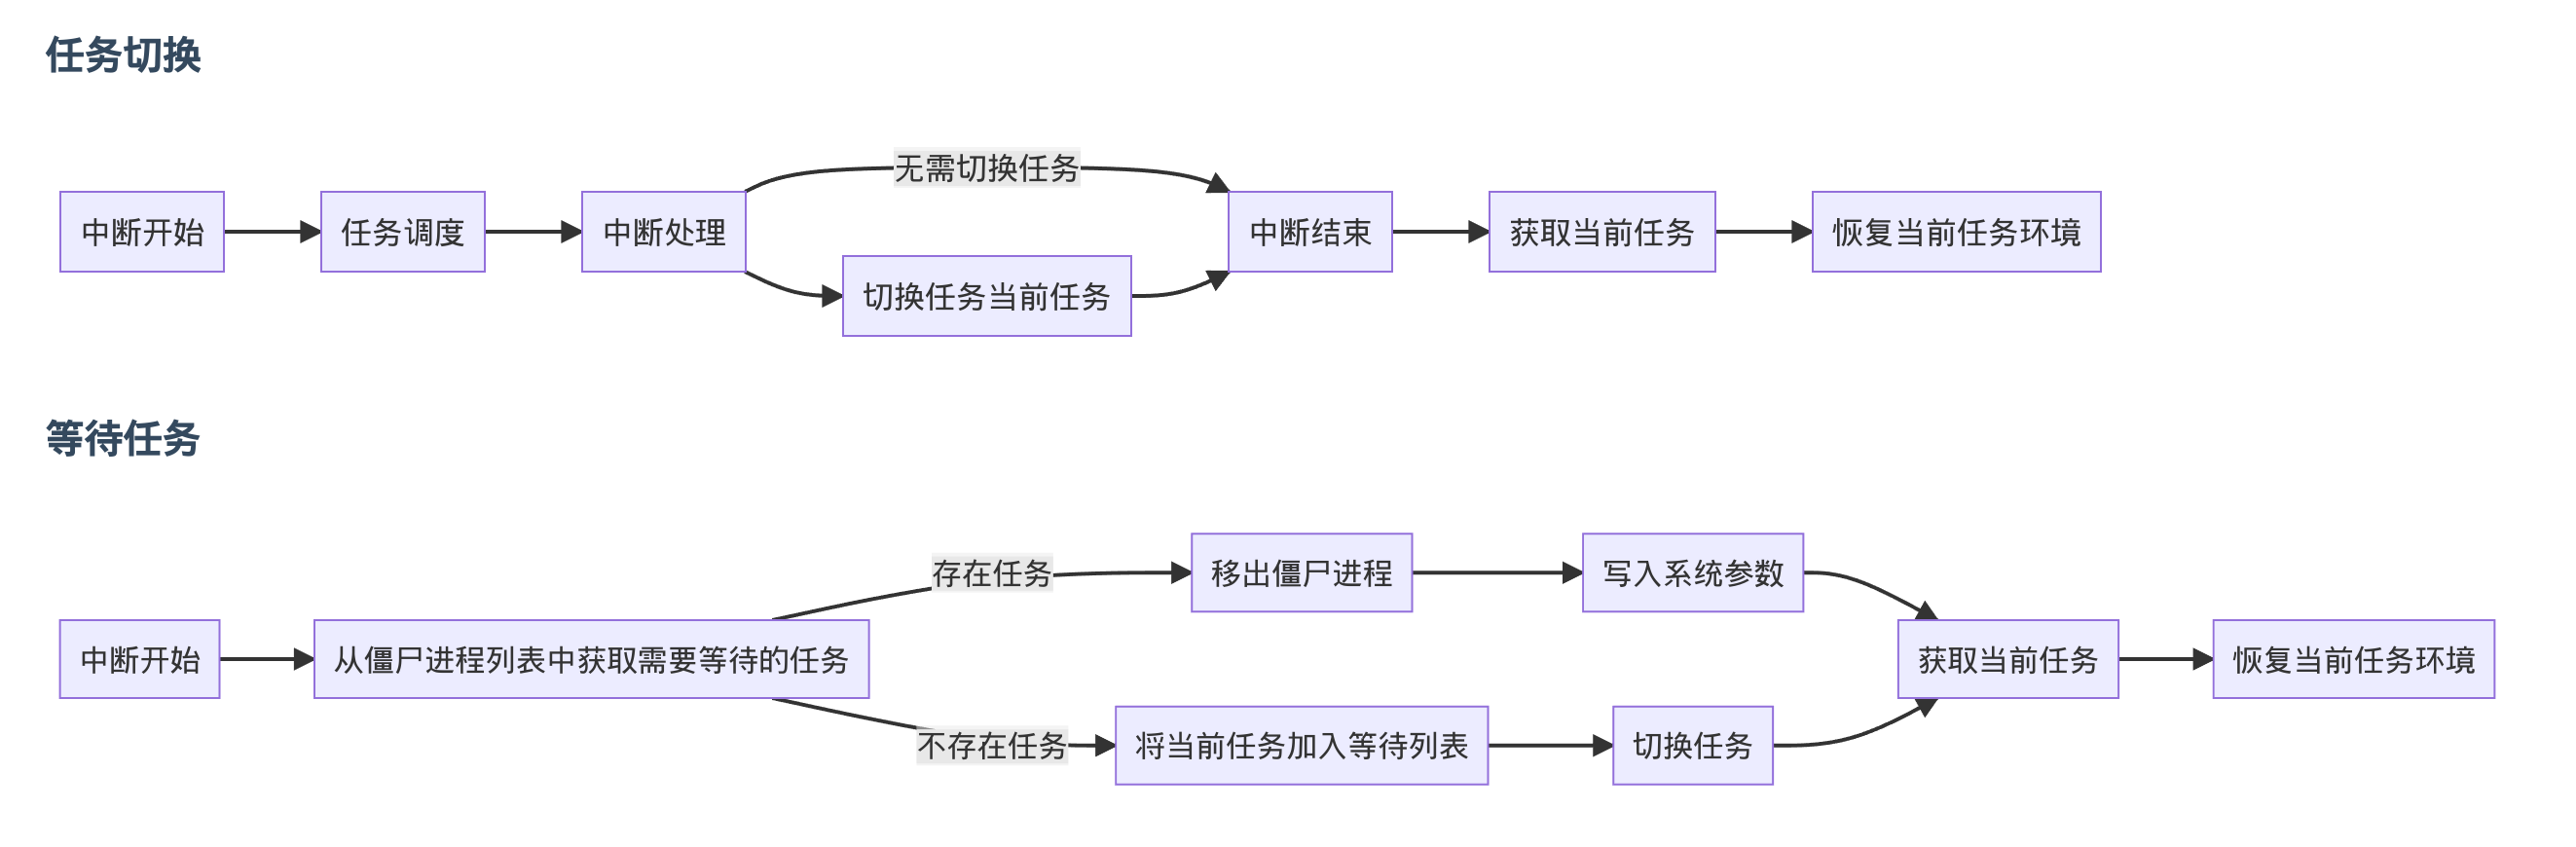 任务切换
无需切换任务
中断开始
任务调度
中断处理
中断结束
获取当前任务
恢复当前任务环境
切换任务当前任务
等待任务
存在任务
移出僵尸进程
写入系统参数
中断开始
从僵尸进程列表中获取需要等待的任务
获取当前任务
恢复当前任务环境
不存在任务
将当前任务加入等待列表
切换任务